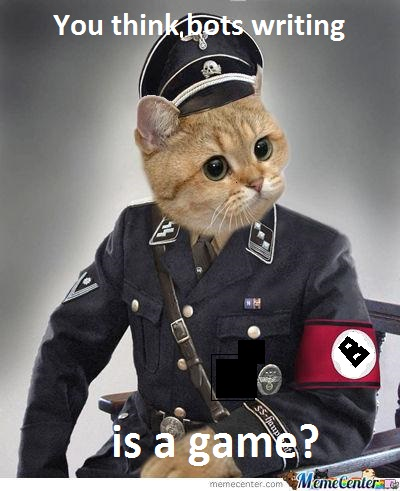 You think bots writing
B
is a game?
memecenter.com MemeCenter